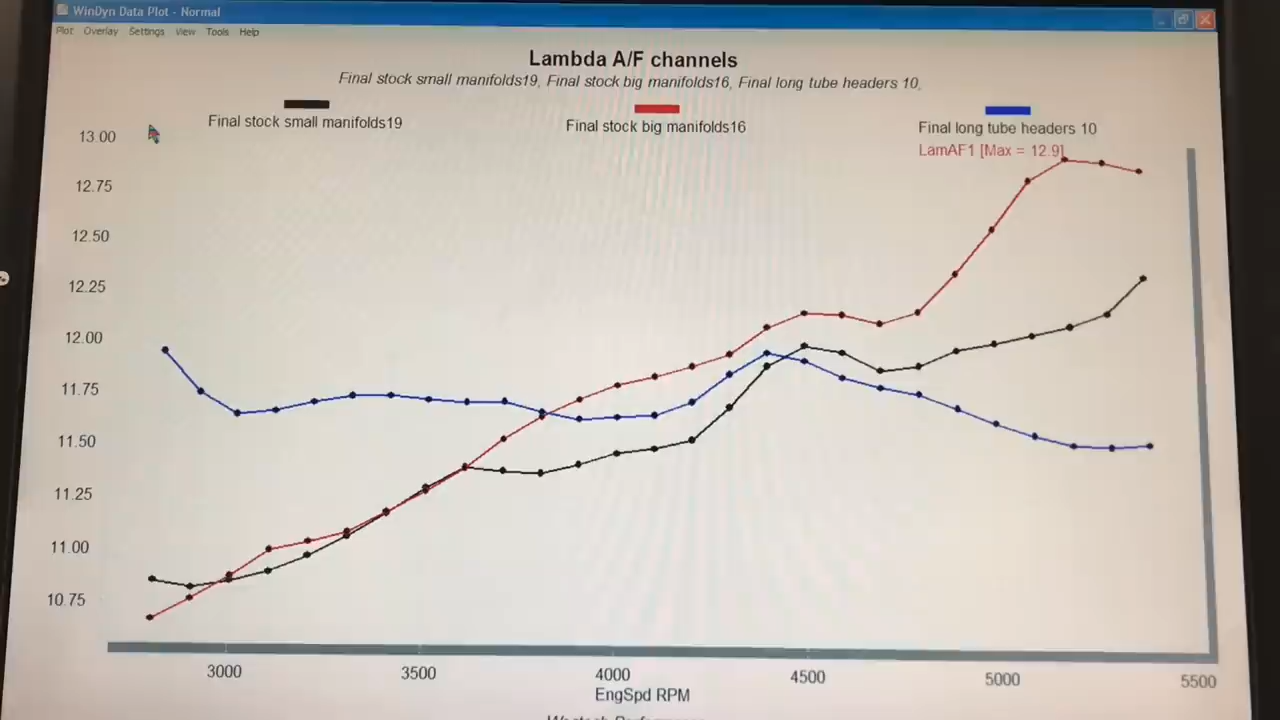 WinDyn Data Plot - Normal
Plot Overlay Settings View Tools Help
Lambda A/F channels
Final stock small manifolds19, Final stock big manifolds16, Final long tube headers 10,
Final stock small manifolds19
Final stock big manifolds16
Final long tube headers 10
LamAF1 [Max = 12.9]
13.00
12.75
12.50
12.25
12.00
11.75
11.50
11.25
11.00
10.75
3000 3500 4000 4500 5000 5500
EngSpd RPM